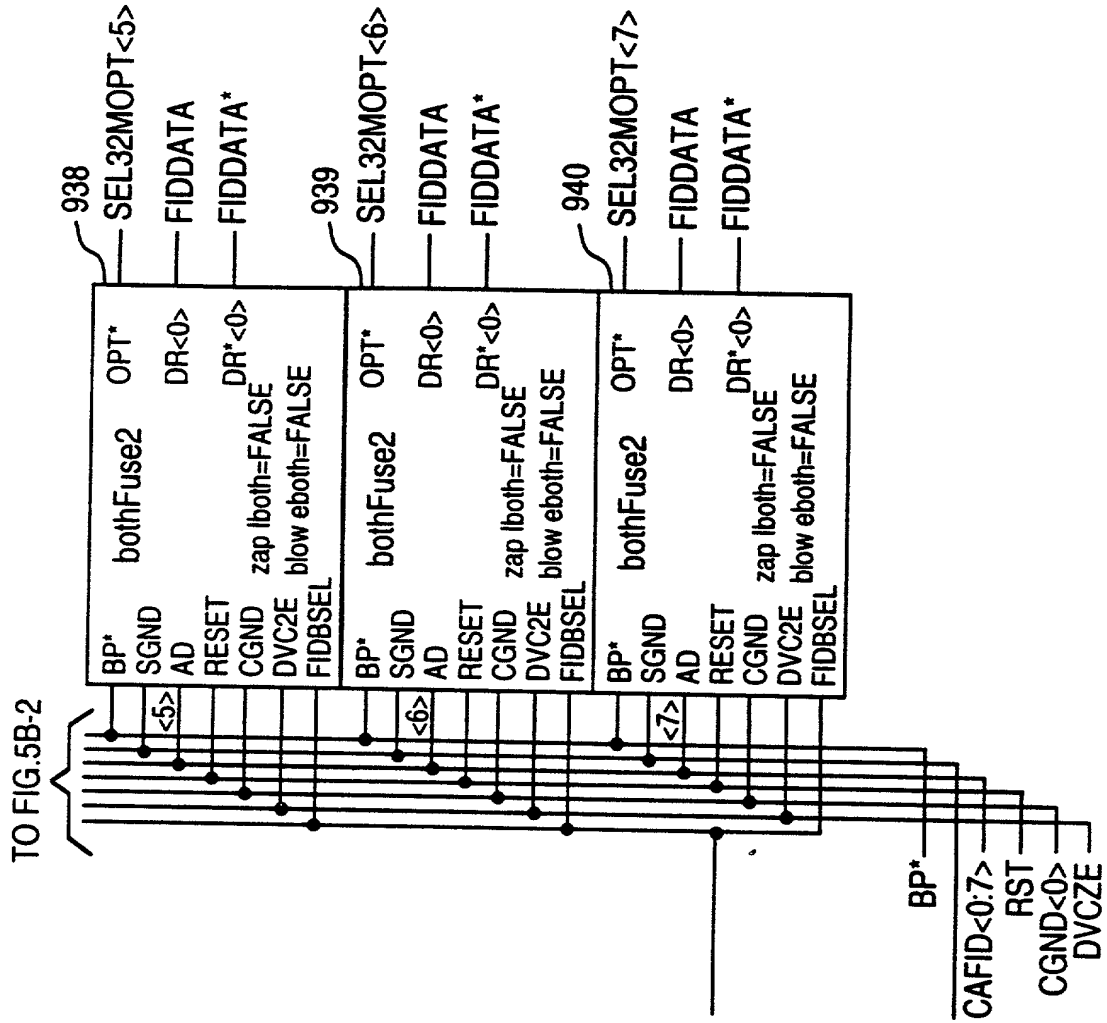 TO FIG.5B-2
938
BP*
SGND
<5>
AD
RESET
CGND
DVC2E
FIDBSEL
bothFuse2
zap lboth=FALSE
blow eboth=FALSE
OPT*
DR<0>
DR*<0>
SEL32MOPT<5>
FIDDATA
FIDDATA*
939
BP*
SGND
<6>
AD
RESET
CGND
DVC2E
FIDBSEL
bothFuse2
zap lboth=FALSE
blow eboth=FALSE
OPT*
DR<0>
DR*<0>
SEL32MOPT<6>
FIDDATA
FIDDATA*
940
BP*
SGND
<7>
AD
RESET
CGND
DVC2E
FIDBSEL
bothFuse2
zap lboth=FALSE
blow eboth=FALSE
OPT*
DR<0>
DR*<0>
SEL32MOPT<7>
FIDDATA
FIDDATA*
BP*
CAFID<0:7>
RST
CGND<0>
DVCZE